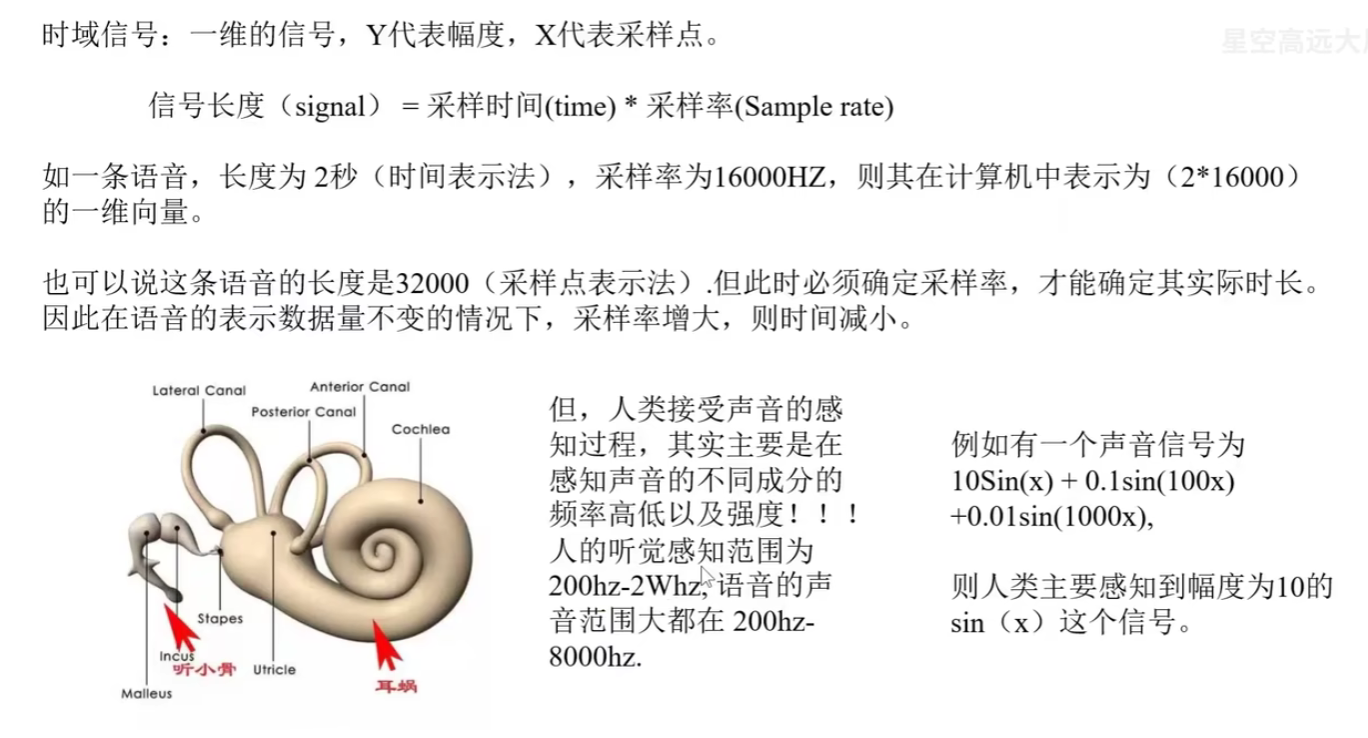 时域信号：一维的信号，Y代表幅度，X代表采样点。
星空高远大
信号长度（signal） = 采样时间(time) * 采样率(Sample rate)
如一条语音，长度为 2秒（时间表示法），采样率为16000HZ，则其在计算机中表示为（2*16000）
的一维向量。
也可以说这条语音的长度是32000（采样点表示法）.但此时必须确定采样率，才能确定其实际时长。
因此在语音的表示数据量不变的情况下，采样率增大，则时间减小。
Lateral Canal
Anterior Canal
Posterior Canal
Cochlea
Stapes
Incus
听小骨
Utricle
Malleus
耳蜗
但，人类接受声音的感
知过程，其实主要是在
感知声音的不同成分的
频率高低以及强度！！！
人的听觉感知范围为
200hz-2Whz,语音的声
音范围大都在 200hz-
8000hz.
例如有一个声音信号为
10Sin(x) + 0.1sin(100x)
+0.01sin(1000x),
则人类主要感知到幅度为10的
sin（x）这个信号。